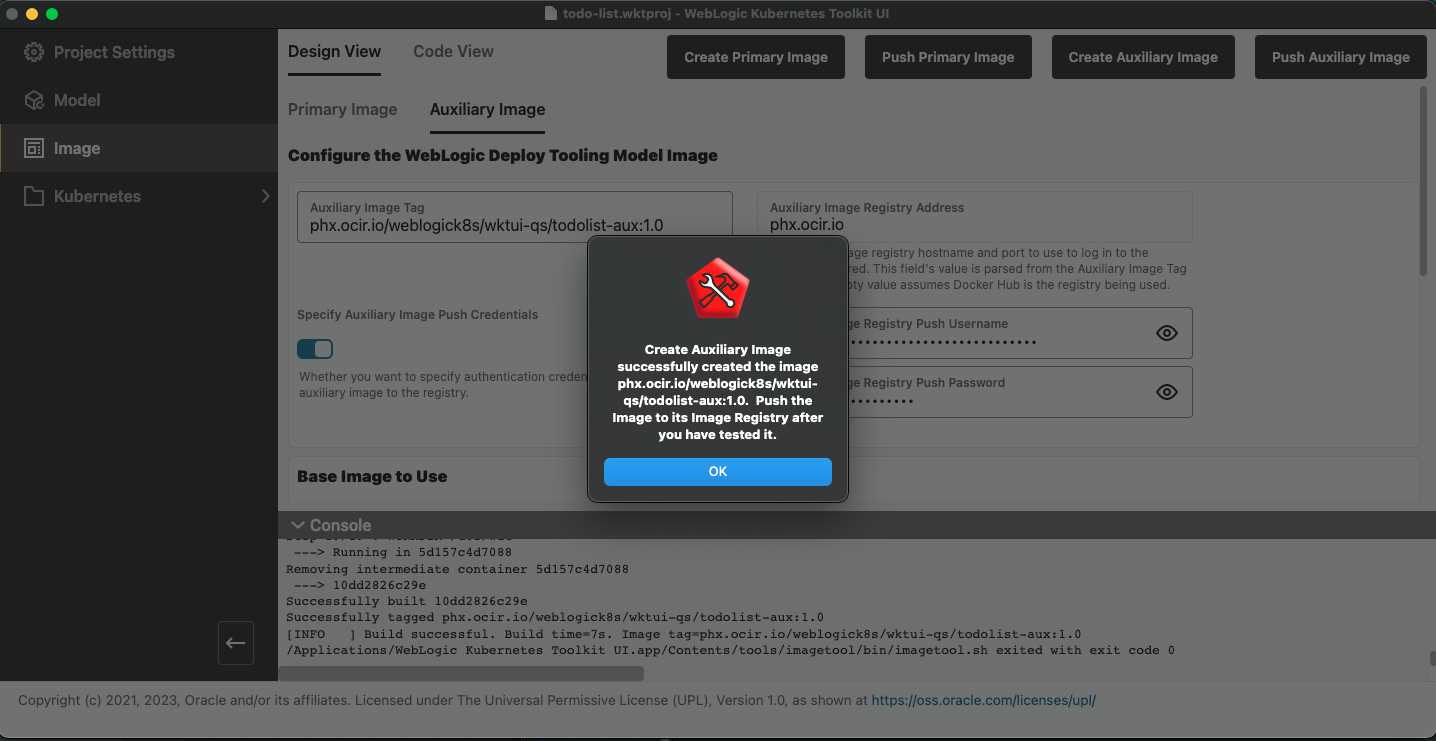 todo-list.wktproj - WebLogic Kubernetes Toolkit UI
Project Settings
Model
Image
Kubernetes
Design View
Code View
Create Primary Image
Push Primary Image
Create Auxiliary Image
Push Auxiliary Image
Primary Image
Auxiliary Image
Configure the WebLogic Deploy Tooling Model Image
Auxiliary Image Tag
phx.ocir.io/weblogick8s/wktui-qs/todolist-aux:1.0
Auxiliary Image Registry Address
phx.ocir.io
registry hostname and port to use to log in to the
This field's value is parsed from the Auxiliary Image Tag
value assumes Docker Hub is the registry being used.
Specify Auxiliary Image Push Credentials
Whether you want to specify authentication
auxiliary image to the registry.
Registry Push Username
Registry Push Password
Create Auxiliary Image
successfully created the image
phx.ocir.io/weblogick8s/wktui-
qs/todolist-aux:1.0. Push the
Image to its Image Registry after
you have tested it.
OK
Base Image to Use
Console
---> Running in 5d157c4d7088
Removing intermediate container 5d157c4d7088
---> 10dd2826c29e
Successfully built 10dd2826c29e
Successfully tagged phx.ocir.io/weblogick8s/wktui-qs/todolist-aux:1.0
[INFO   ] Build successful. Build time=7s. Image tag=phx.ocir.io/weblogick8s/wktui-qs/todolist-aux:1.0
/Applications/WebLogic Kubernetes Toolkit UI.app/Contents/tools/imagetool/bin/imagetool.sh exited with exit code 0
Copyright (c) 2021, 2023, Oracle and/or its affiliates. Licensed under The Universal Permissive License (UPL), Version 1.0, as shown at https://oss.oracle.com/licenses/upl/